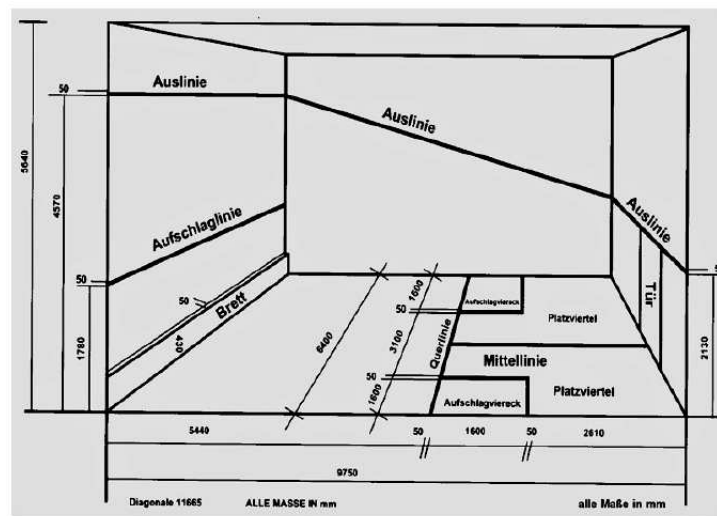 50
Auslinie
Auslinie
5640
4570
Aufschlaglinie
Auslinie
50
50
Brett
430
1780
6400
1600
50
3100
50
1600
Querlinie
Aufschlagviereck
Platzviertel
Mittellinie
Aufschlagviereck
Platzviertel
Tür
2130
5440
50
1600
50
2610
9750
Diagonale 11665
ALLE MASSE IN mm
alle Maße in mm